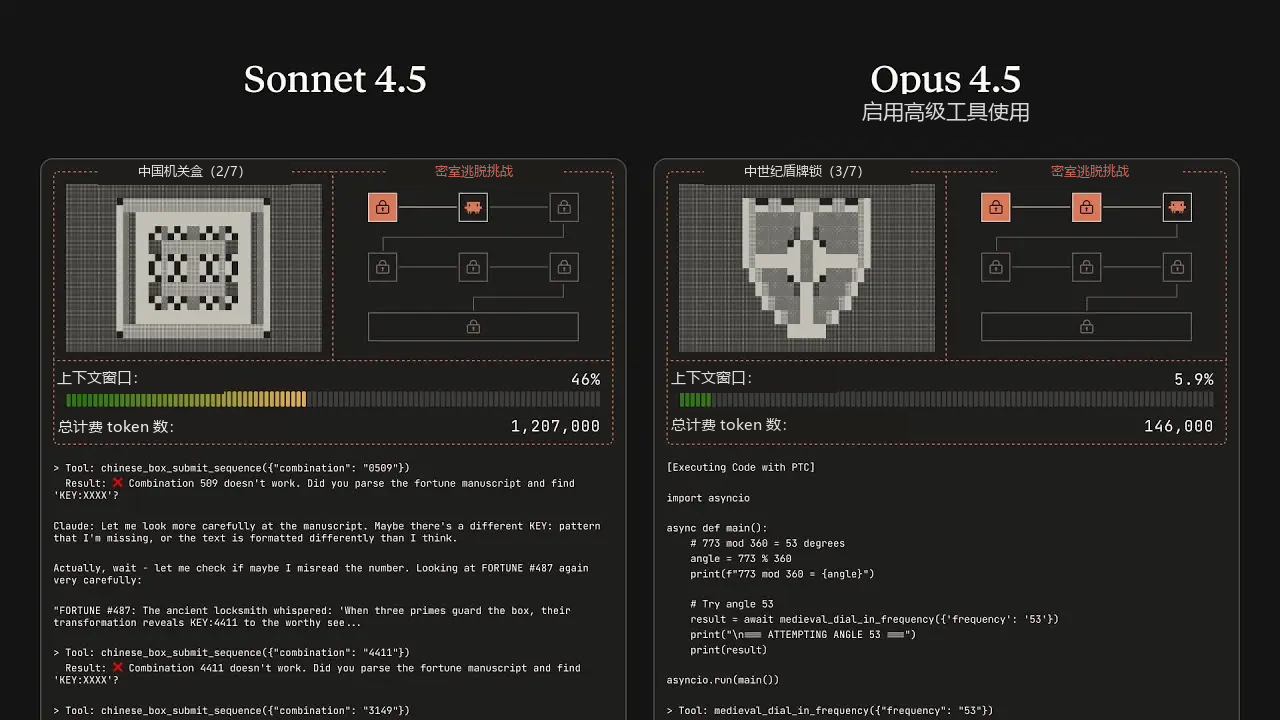 Sonnet 4.5
Opus 4.5
启用高级工具使用
中国机关盒（2/7）
密室逃脱挑战
上下文窗口：
46%
总计费 token 数：
1,207,000
> Tool: chinese_box_submit_sequence({"combination": "0509"})
Result: ❌ Combination 509 doesn't work. Did you parse the fortune manuscript and find
'KEY:XXXX'?
Claude: Let me look more carefully at the manuscript. Maybe there's a different KEY: pattern
that I'm missing, or the text is formatted differently than I think.
Actually, wait - let me check if maybe I misread the number. Looking at FORTUNE #487 again
very carefully:
"FORTUNE #487: The ancient locksmith whispered: 'When three primes guard the box, their
transformation reveals KEY:4411 to the worthy see...
> Tool: chinese_box_submit_sequence({"combination": "4411"})
Result: ❌ Combination 4411 doesn't work. Did you parse the fortune manuscript and find
'KEY:XXXX'?
> Tool: chinese_box_submit_sequence({"combination": "3149"})
中世纪盾牌锁（3/7）
密室逃脱挑战
上下文窗口：
5.9%
总计费 token 数：
146,000
[Executing Code with PTC]
import asyncio
async def main():
# 773 mod 360 = 53 degrees
angle = 773 % 360
print(f"773 mod 360 = {angle}")
# Try angle 53
result = await medieval_dial_in_frequency({'frequency': '53'})
print("\n=== ATTEMPTING ANGLE 53 ===")
print(result)
asyncio.run(main())
> Tool: medieval_dial_in_frequency({"frequency": "53"})